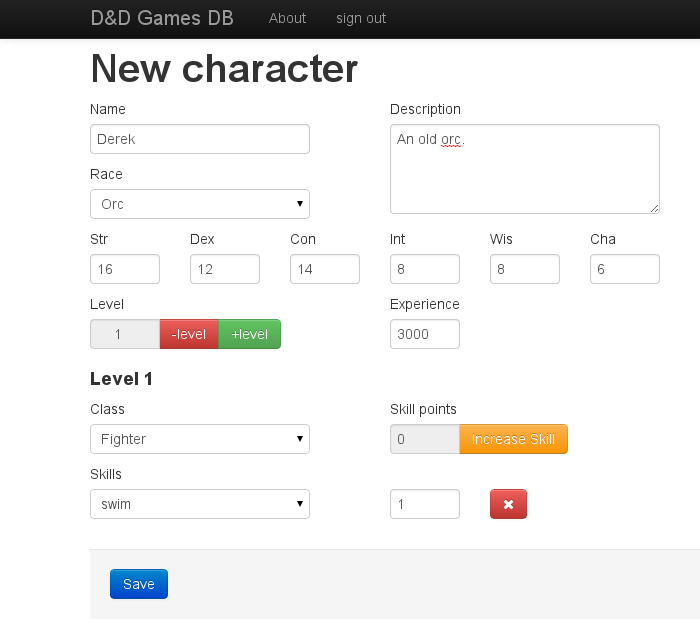 D&D Games DB About sign out
New character
Name Description
Derek An old orc.
Race
Orc
Str Dex Con Int Wis Cha
16 12 14 8 8 6
Level Experience
1 -level +level 3000
Level 1
Class Skill points
Fighter 0 Increase Skill
Skills
swim 1
Save